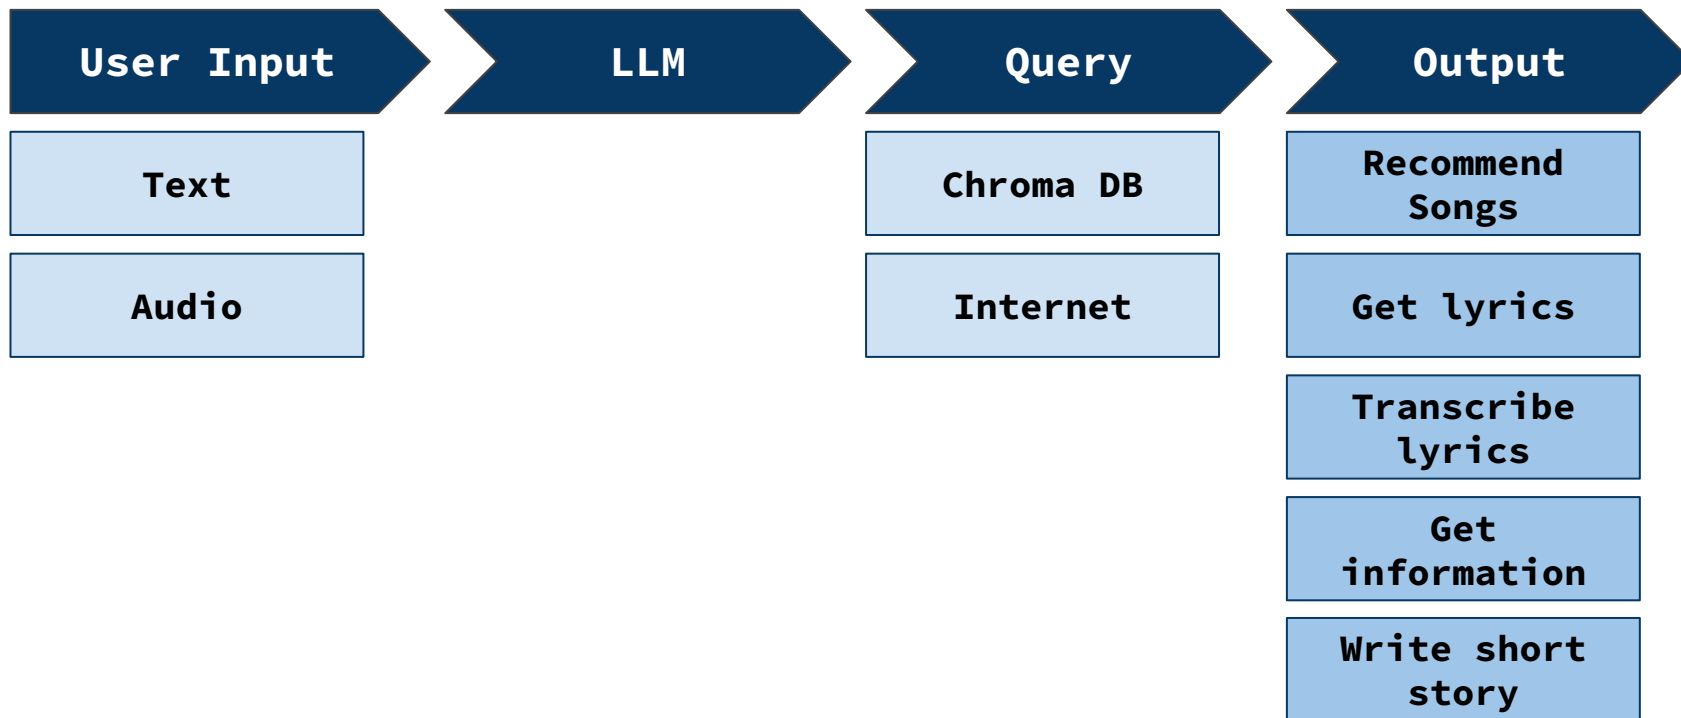 User Input
LLM
Query
Output
Text
Chroma DB
Recommend
Songs
Audio
Internet
Get lyrics
Transcribe
lyrics
Get
information
Write short
story